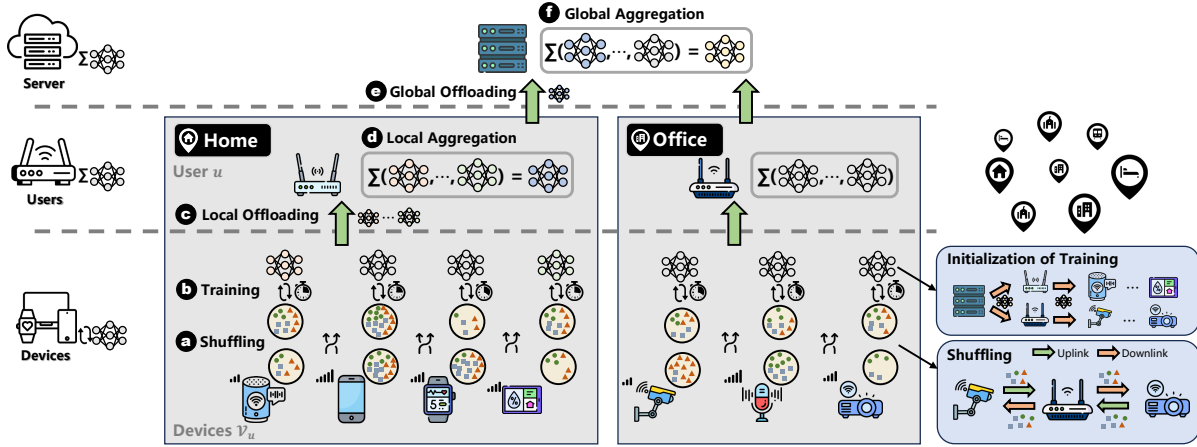 f Global Aggregation
∑( ,⋯, ) =
∑
Server
e Global Offloading
Home
d Local Aggregation
Office
User u
∑( ,⋯, ) =
∑( ,⋯, )
∑
Users
c Local Offloading
⋯
Initialization of Training
b Training
...
...
a Shuffling
Devices
Shuffling
Uplink
Downlink
5
Devices 𝒱u